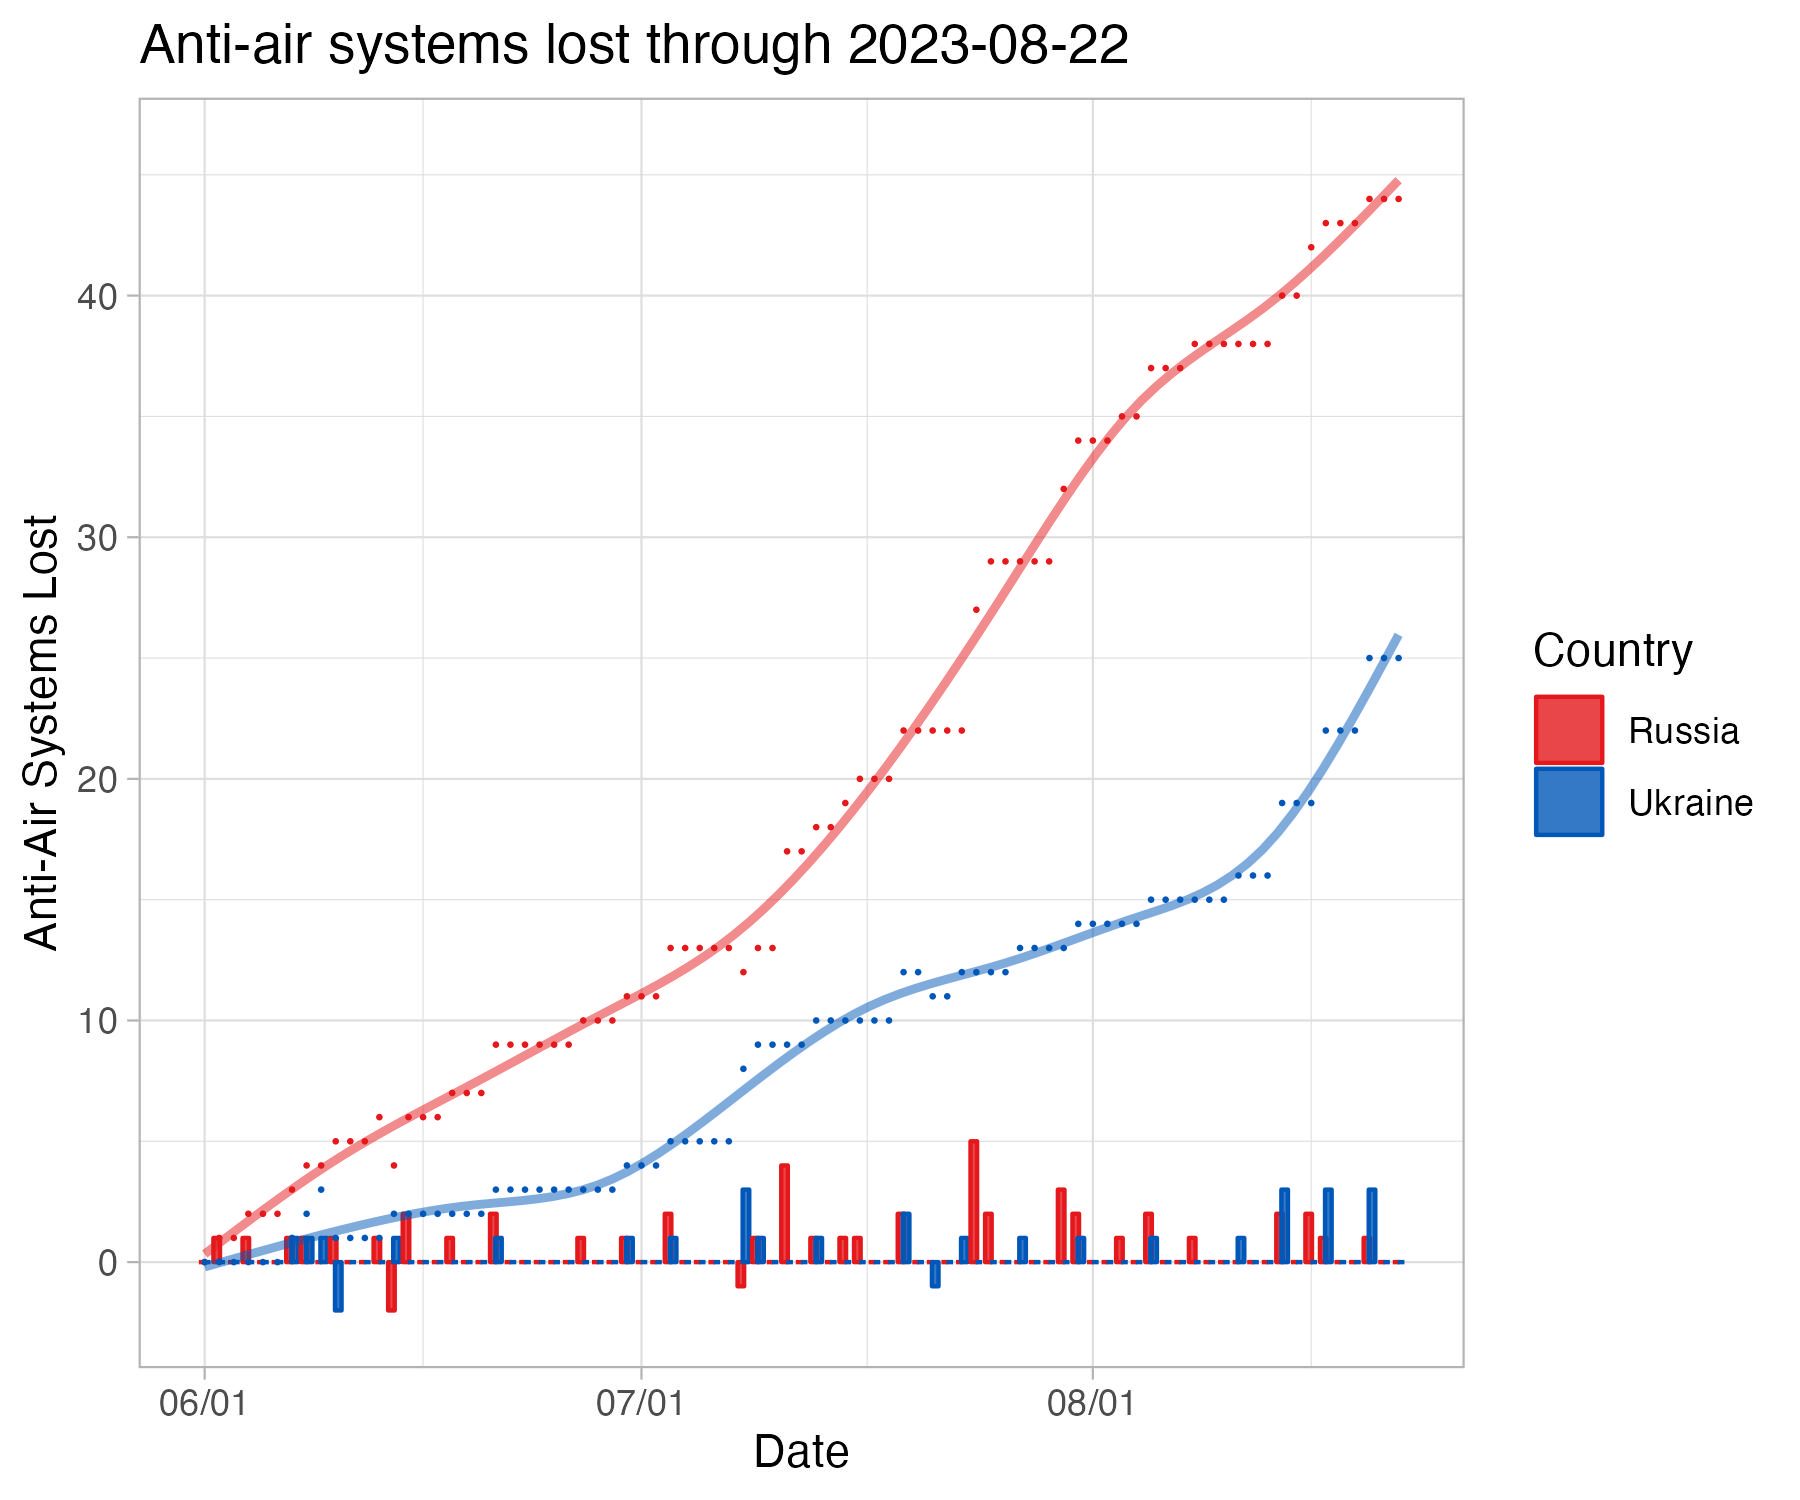 Anti-air systems lost through 2023-08-22
Anti-Air Systems Lost
40
30
20
10
0
06/01
07/01
08/01
Date
Country
Russia
Ukraine